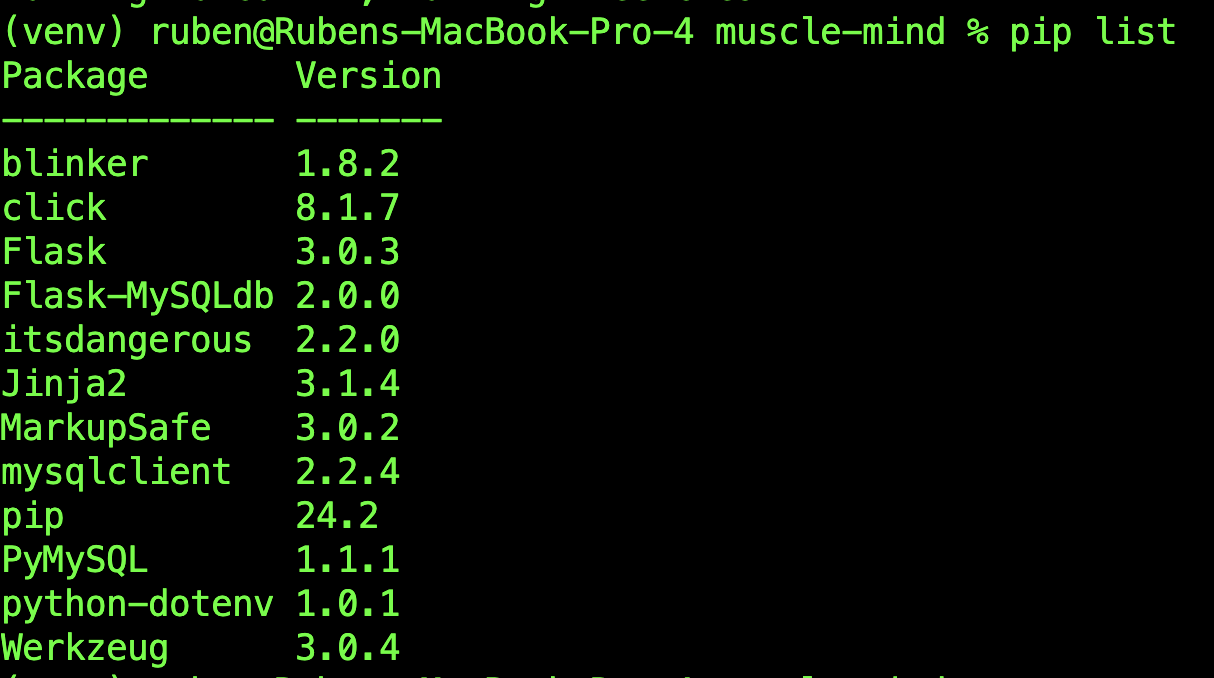 (venv) ruben@Rubens-MacBook-Pro-4 muscle-mind % pip list
Package       Version
------------- -------
blinker       1.8.2
click         8.1.7
Flask         3.0.3
Flask-MySQLdb 2.0.0
itsdangerous  2.2.0
Jinja2        3.1.4
MarkupSafe    3.0.2
mysqlclient   2.2.4
pip           24.2
PyMySQL       1.1.1
python-dotenv 1.0.1
Werkzeug      3.0.4